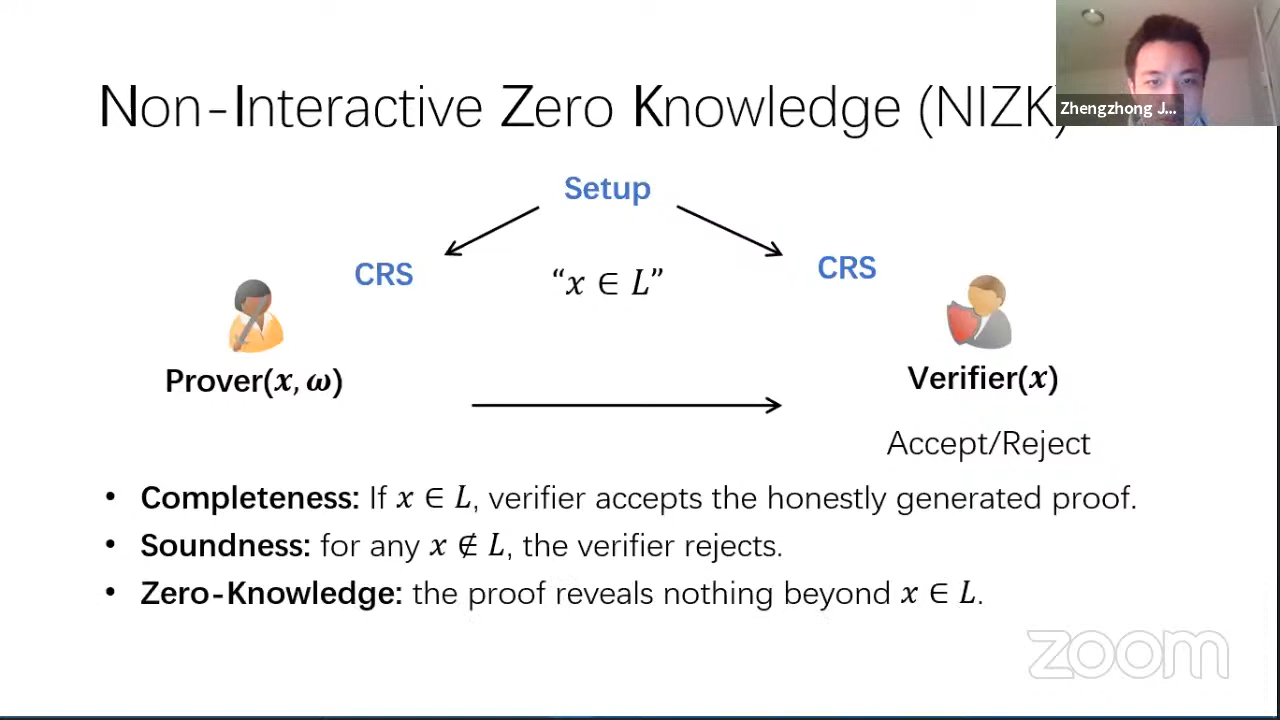 Non-Interactive Zero Knowledge (NIZK)
Zhengzhong J...
Setup
CRS
CRS
“x ∈ L”
Prover(x, ω)
Verifier(x)
Accept/Reject
• Completeness: If x ∈ L, verifier accepts the honestly generated proof.
• Soundness: for any x ∉ L, the verifier rejects.
• Zero-Knowledge: the proof reveals nothing beyond x ∈ L.
zoom